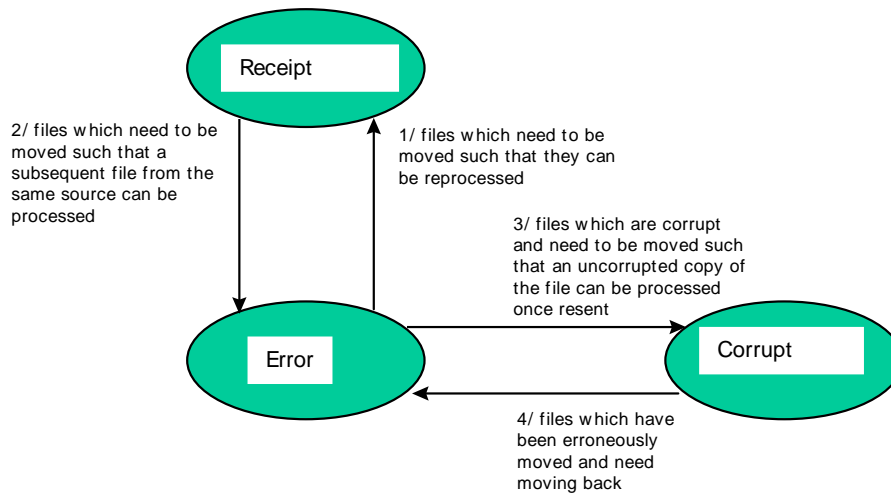 Receipt
2/ files which need to be
moved such that a
subsequent file from the
same source can be
processed
1/ files which need to be
moved such that they can
be reprocessed
3/ files which are corrupt
and need to be moved such
that an uncorrupted copy of
the file can be processed
once resent
Error
Corrupt
4/ files which have
been erroneously
moved and need
moving back